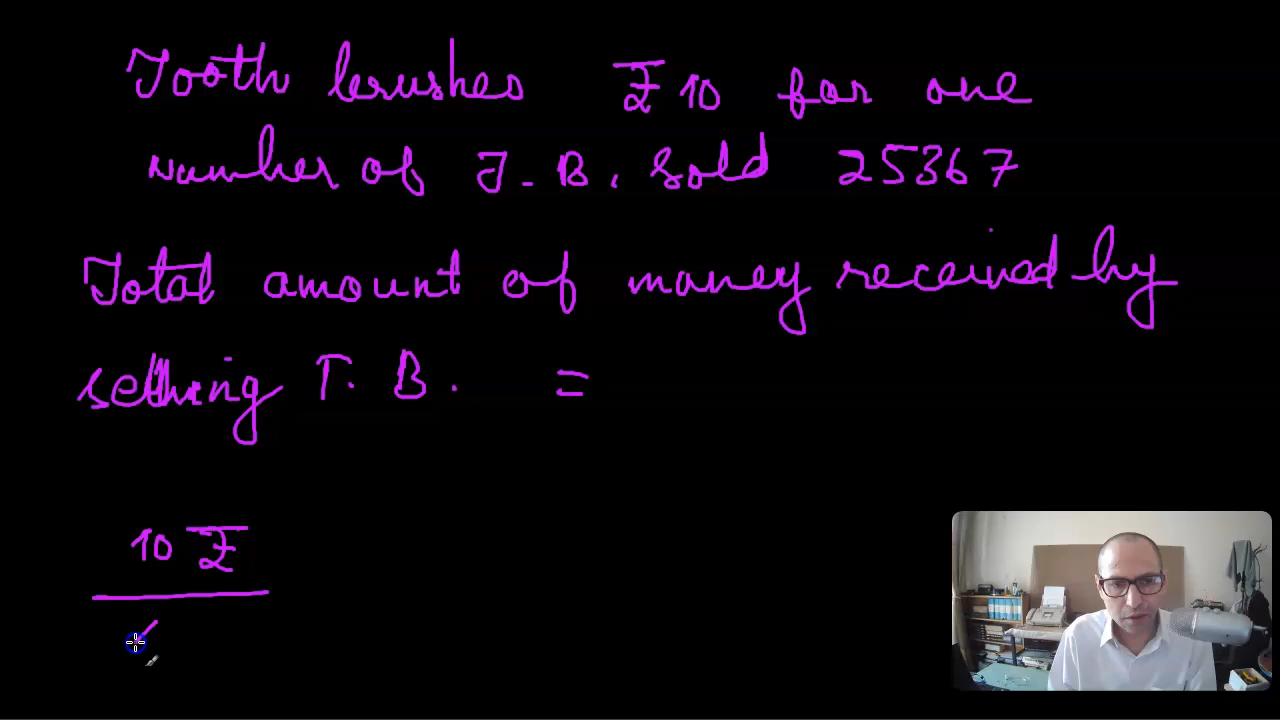 Tooth brushes ₹ 10 for one
number of T. B. sold 25367
Total amount of money received by
selling T. B. =
10 ₹